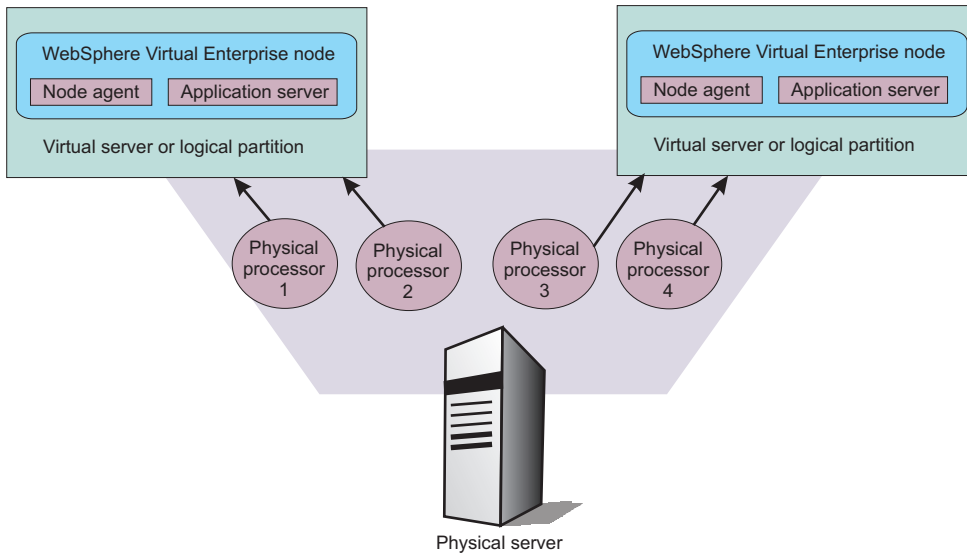 WebSphere Virtual Enterprise node
Node agent
Application server
Virtual server or logical partition
WebSphere Virtual Enterprise node
Node agent
Application server
Virtual server or logical partition
Physical
processor
1
Physical
processor
2
Physical
processor
3
Physical
processor
4
Physical server